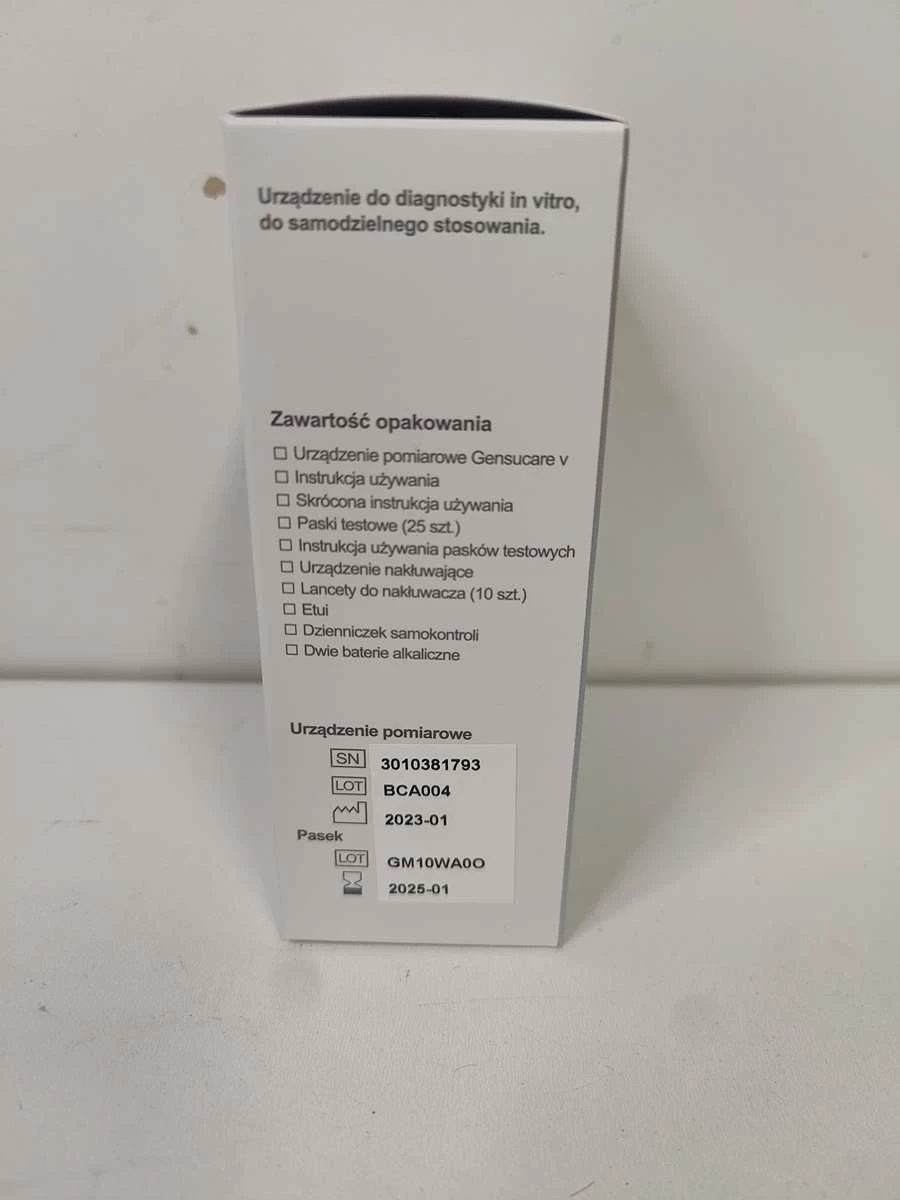 Urządzenie do diagnostyki in vitro,
do samodzielnego stosowania.
Zawartość opakowania
Urządzenie pomiarowe Gensucare v
Instrukcja używania
Skrócona instrukcja używania
Paski testowe (25 szt.)
Instrukcja używania pasków testowych
Urządzenie nakłuwające
Lancety do nakłuwacza (10 szt.)
Etui
Dzienniczek samokontroli
Dwie baterie alkaliczne
Urządzenie pomiarowe
SN 3010381793
LOT BCA004
2023-01
Pasek
LOT GM10WA0O
2025-01